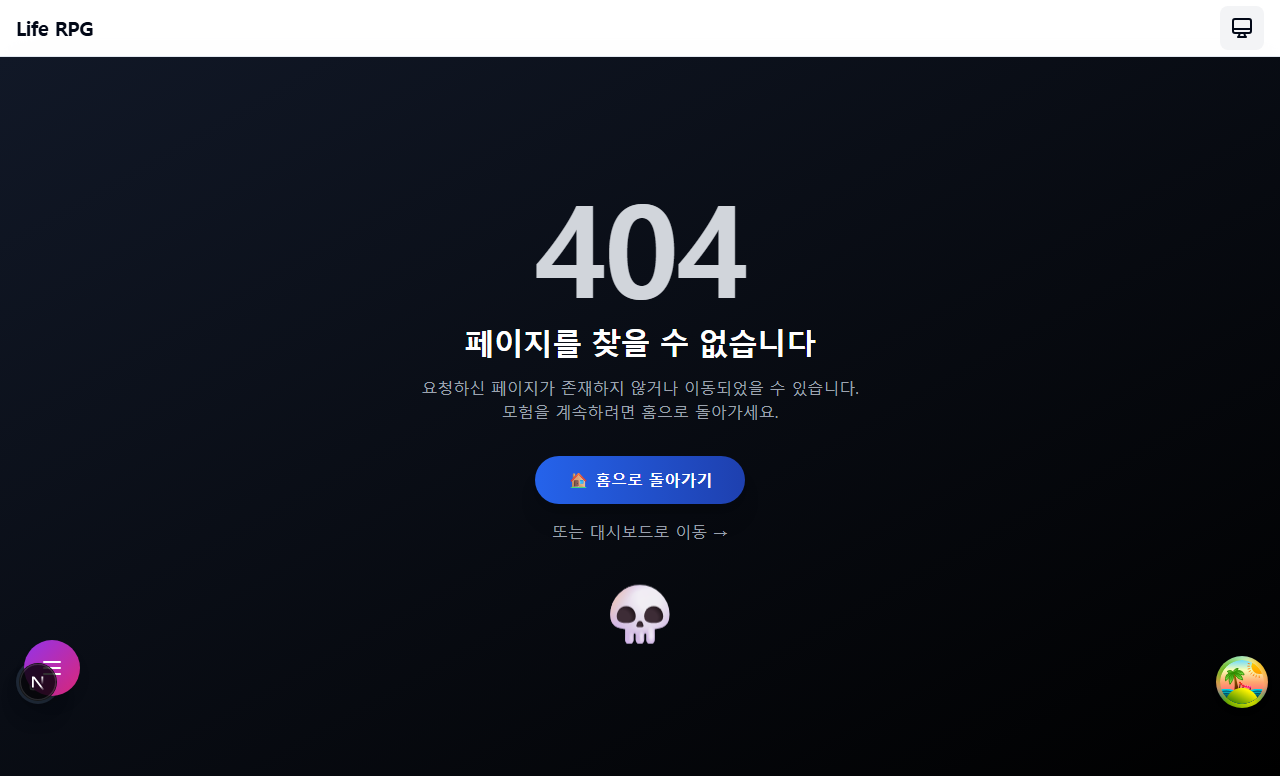 Life RPG
404
페이지를 찾을 수 없습니다
요청하신 페이지가 존재하지 않거나 이동되었을 수 있습니다.
모험을 계속하려면 홈으로 돌아가세요.
🏠 홈으로 돌아가기
또는 대시보드로 이동 →
N